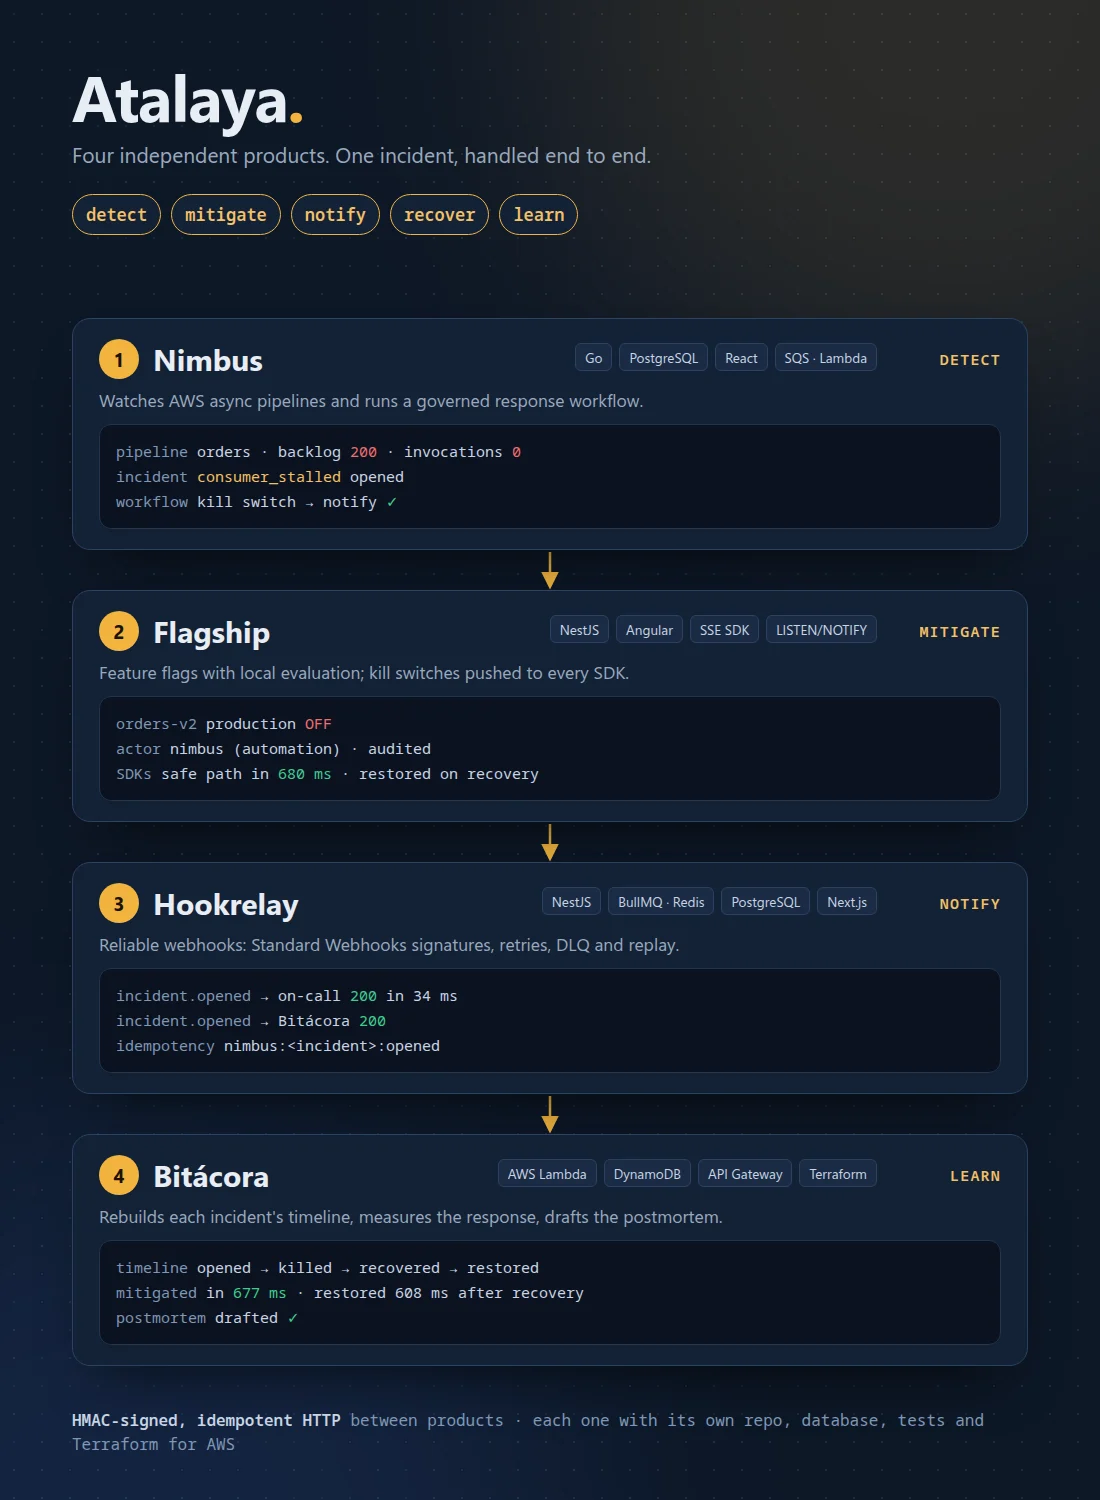 Atalaya.
Four independent products. One incident, handled end to end.
detect mitigate notify recover learn
1 Nimbus Go PostgreSQL React SQS · Lambda DETECT
Watches AWS async pipelines and runs a governed response workflow.
pipeline orders · backlog 200 · invocations 0
incident consumer_stalled opened
workflow kill switch → notify ✓
2 Flagship NestJS Angular SSE SDK LISTEN/NOTIFY MITIGATE
Feature flags with local evaluation; kill switches pushed to every SDK.
orders-v2 production OFF
actor nimbus (automation) · audited
SDKs safe path in 680 ms · restored on recovery
3 Hookrelay NestJS BullMQ · Redis PostgreSQL Next.js NOTIFY
Reliable webhooks: Standard Webhooks signatures, retries, DLQ and replay.
incident.opened → on-call 200 in 34 ms
incident.opened → Bitácora 200
idempotency nimbus:<incident>:opened
4 Bitácora AWS Lambda DynamoDB API Gateway Terraform LEARN
Rebuilds each incident's timeline, measures the response, drafts the postmortem.
timeline opened → killed → recovered → restored
mitigated in 677 ms · restored 608 ms after recovery
postmortem drafted ✓
HMAC-signed, idempotent HTTP between products · each one with its own repo, database, tests and
Terraform for AWS